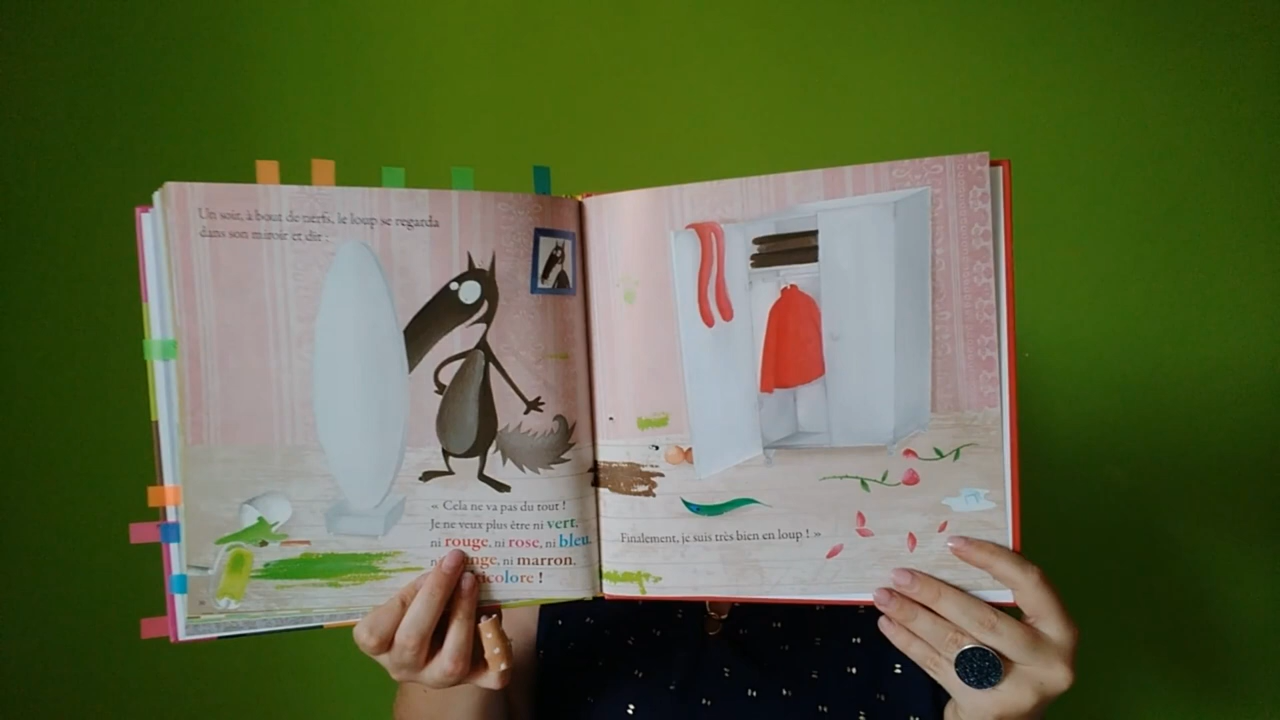 Un soir, à bout de nerfs, le loup se regarda
dans son miroir et dit :
« Cela ne va pas du tout !
Je ne veux plus être ni vert,
ni rouge, ni rose, ni bleu,
ni marron,
Finalement, je suis très bien en loup ! »